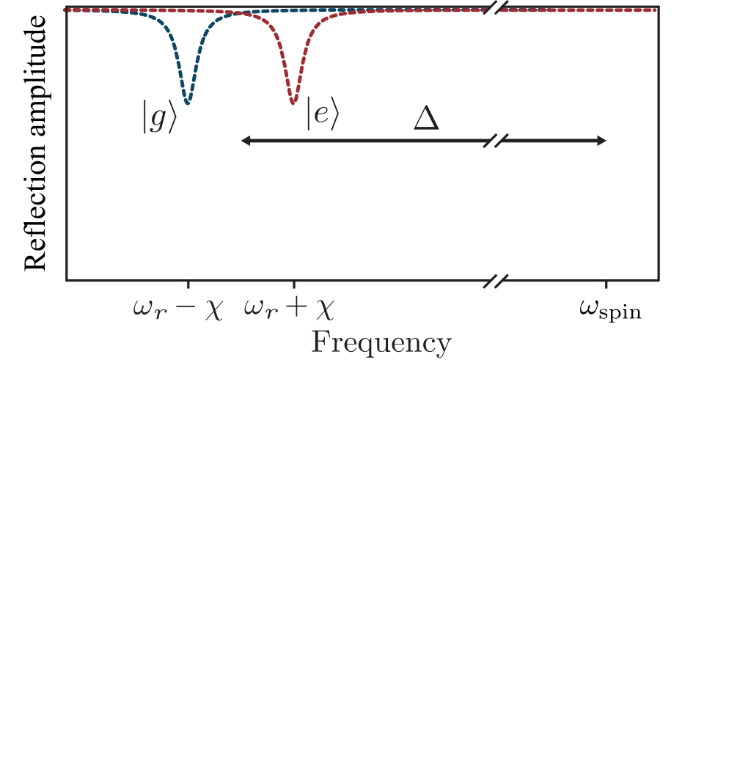 Reflection amplitude
|g⟩
|e⟩
Δ
ω_r − χ
ω_r + χ
ω_spin
Frequency